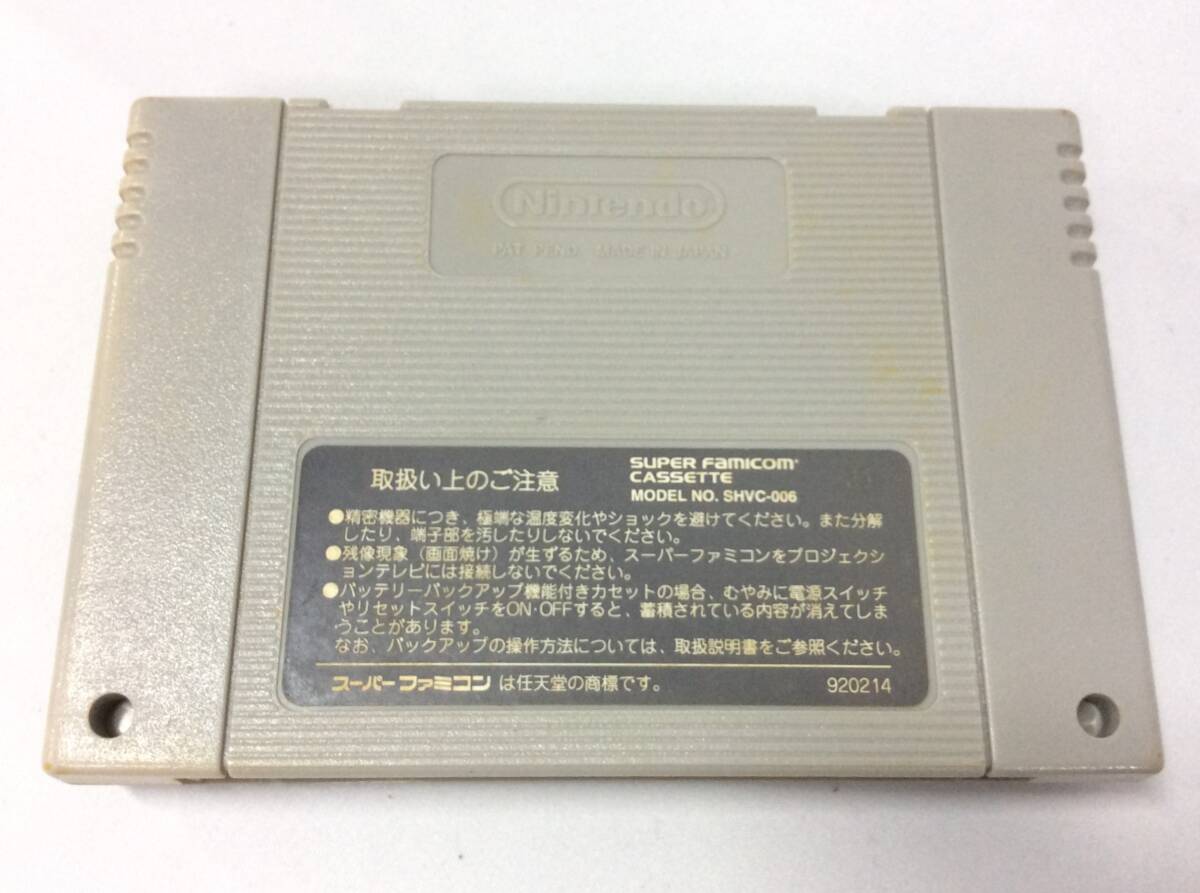 Nintendo
PAT. PEND. MADE IN JAPAN
取扱い上のご注意
SUPER FAMICOM
CASSETTE
MODEL NO. SHVC-006
●精密機器につき、極端な温度変化やショックを避けてください。また分解
したり、端子部を汚したりしないでください。
●残像現象（画面焼け）が生ずるため、スーパーファミコンをプロジェクシ
ョンテレビには接続しないでください。
●バッテリーバックアップ機能付きカセットの場合、むやみに電源スイッチ
やリセットスイッチをON・OFFすると、蓄積されている内容が消えてしま
うことがあります。
なお、バックアップの操作方法については、取扱説明書をご参照ください。
スーパーファミコン は任天堂の商標です。
920214